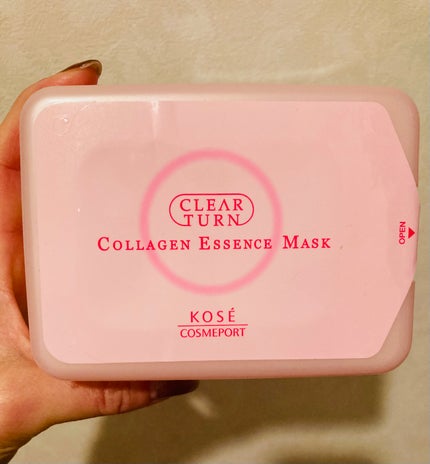 CLEAR
TURN
COLLAGEN ESSENCE MASK
OPEN
KOSÉ
COSMEPORT